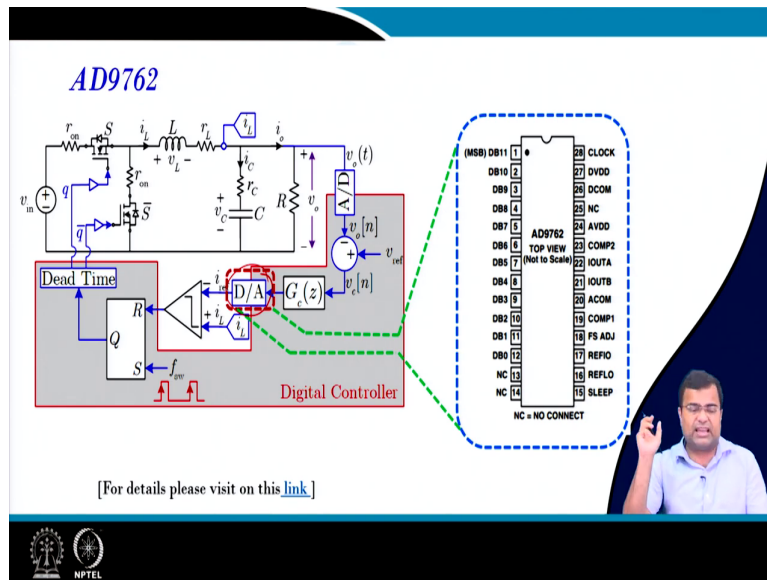 AD9762
r_on S i_L L r_L i_L i_o
+ v_L −
v_o(t)
v_in
q
r_on
S̅
q̅
i_C
r_C
+
v_C
−
C
R
+
v_o
−
A/D
v_o[n]
v_ref
v_e[n]
Dead Time
R
Q
S
f_sw
−
+ i_L
i_L
D/A
G_c(z)
Digital Controller
(MSB) DB11 1 28 CLOCK
DB10 2 27 DVDD
DB9 3 26 DCOM
DB8 4 25 NC
DB7 5 24 AVDD
DB6 6 23 COMP2
DB5 7 22 IOUTA
DB4 8 21 IOUTB
DB3 9 20 ACOM
DB2 10 19 COMP1
DB1 11 18 FS ADJ
DB0 12 17 REFIO
NC 13 16 REFLO
NC 14 15 SLEEP
AD9762
TOP VIEW
(Not to Scale)
NC = NO CONNECT
[For details please visit on this link ]
NPTEL